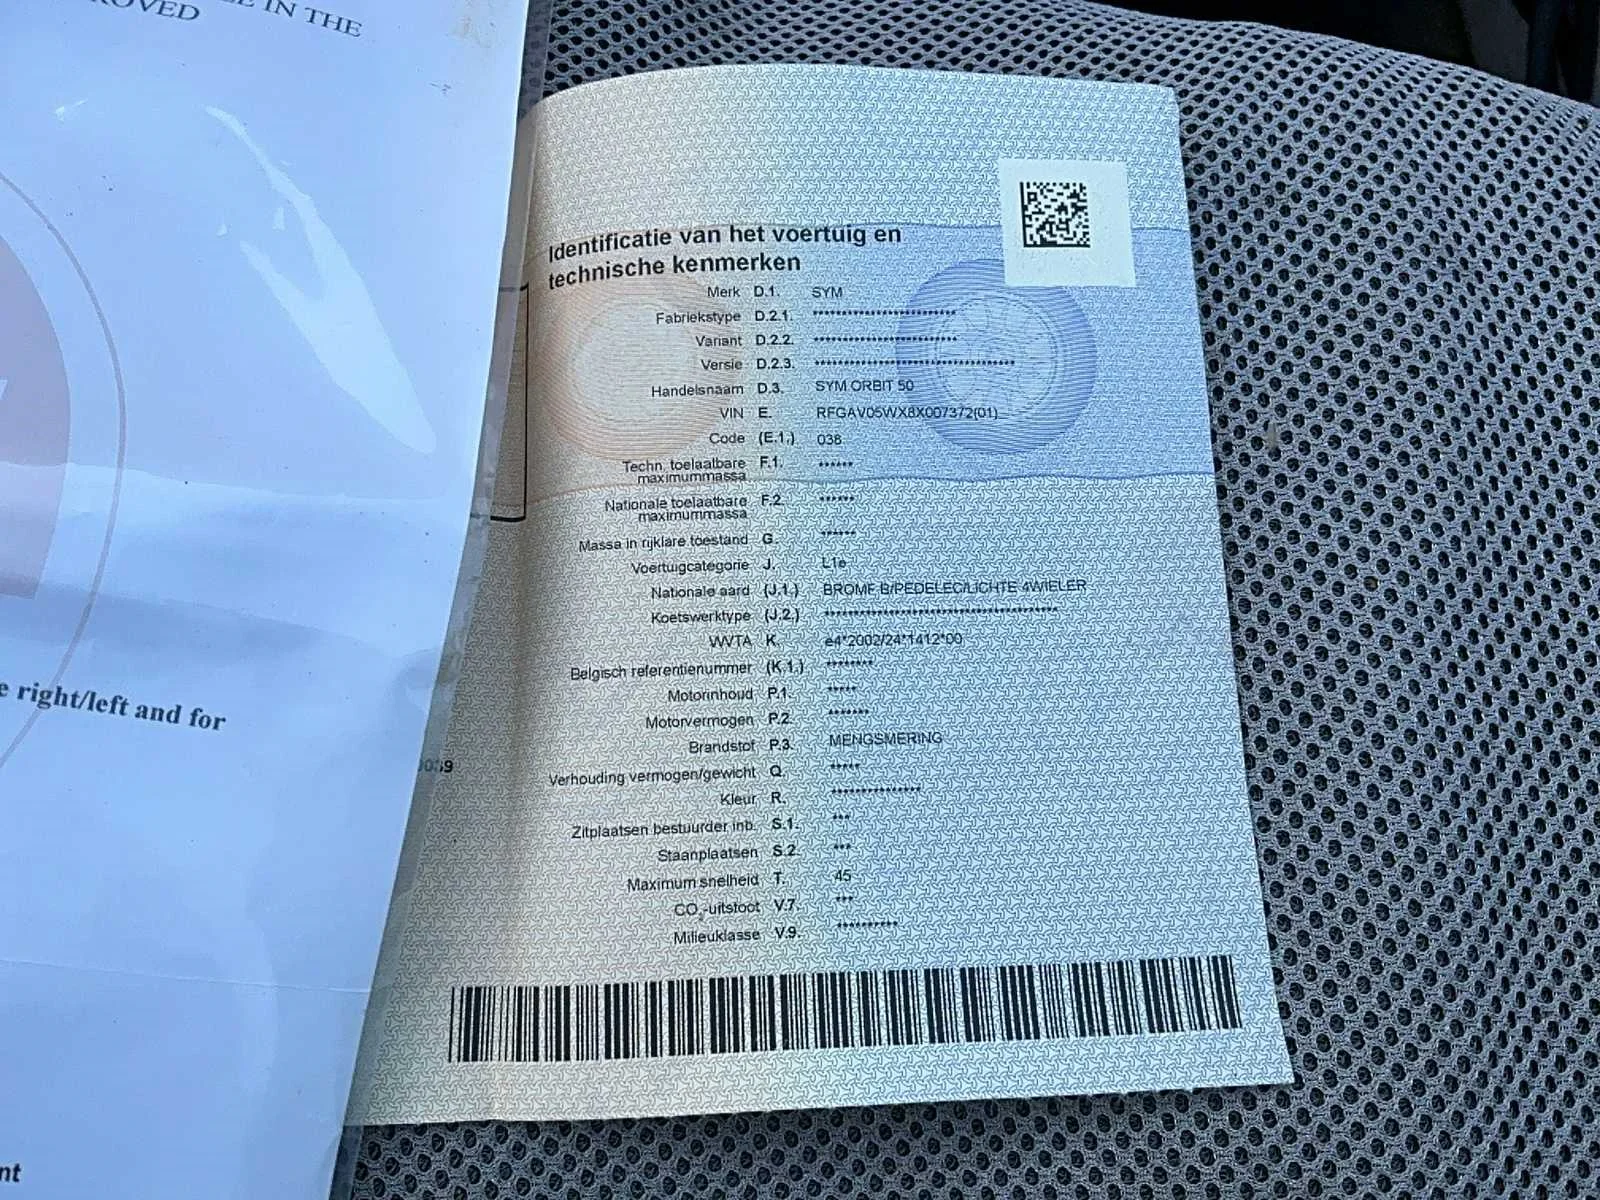 E IN THE
ROVED
e right/left and for
nt
Identificatie van het voertuig en
technische kenmerken
Merk D.1. SYM
Fabriekstype D.2.1. ************************
Variant D.2.2. ************************
Versie D.2.3. **********************************
Handelsnaam D.3. SYM ORBIT 50
VIN E. RFGAV05WX8X007372(01)
Code (E.1.) 038
Techn. toelaatbare F.1. ******
maximummassa
Nationale toelaatbare F.2. ******
maximummassa
Massa in rijklare toestand G. ******
Voertuigcategorie J. L1e
Nationale aard (J.1.) BROMF B/PEDELEC/LICHTE 4WIELER
Koetswerktype (J.2.) ****************************************
WVTA K. e4*2002/24*1412*00
Belgisch referentienummer (K.1.) ********
Motorinhoud P.1. *****
Motorvermogen P.2. *******
Brandstof P.3. MENGSMERING
Verhouding vermogen/gewicht Q. *****
Kleur R. ***************
Zitplaatsen bestuurder inb. S.1. ***
Staanplaatsen S.2. ***
Maximum snelheid T. 45
CO₂-uitstoot V.7. ***
Milieuklasse V.9. **********